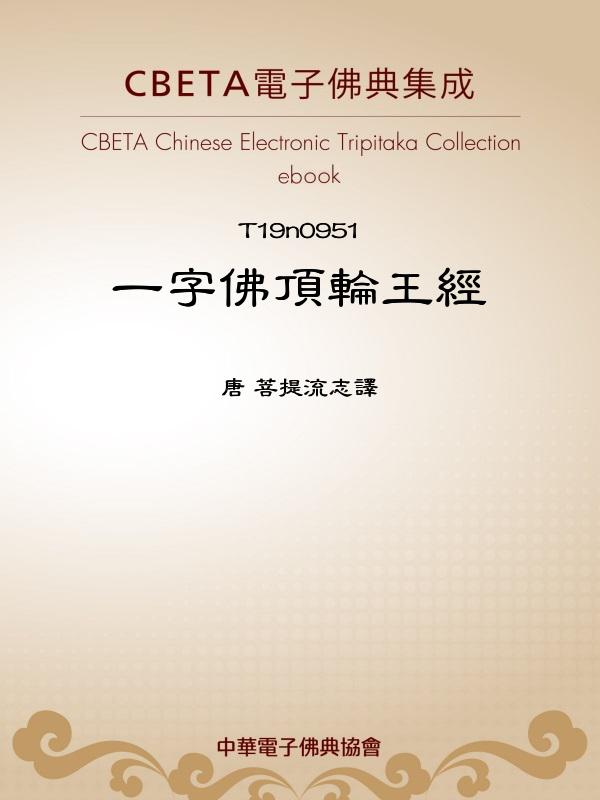 CBETA電子佛典集成
CBETA Chinese Electronic Tripitaka Collection
ebook
T19n0951
一字佛頂輪王經
唐 菩提流志譯
中華電子佛典協會